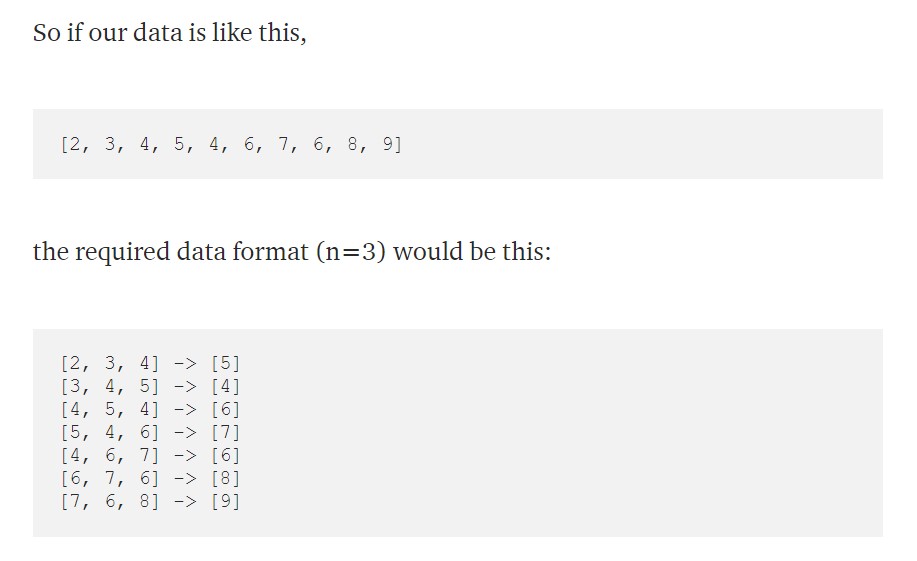 So if our data is like this,
[2, 3, 4, 5, 4, 6, 7, 6, 8, 9]
the required data format (n=3) would be this:
[2, 3, 4] -> [5]
[3, 4, 5] -> [4]
[4, 5, 4] -> [6]
[5, 4, 6] -> [7]
[4, 6, 7] -> [6]
[6, 7, 6] -> [8]
[7, 6, 8] -> [9]